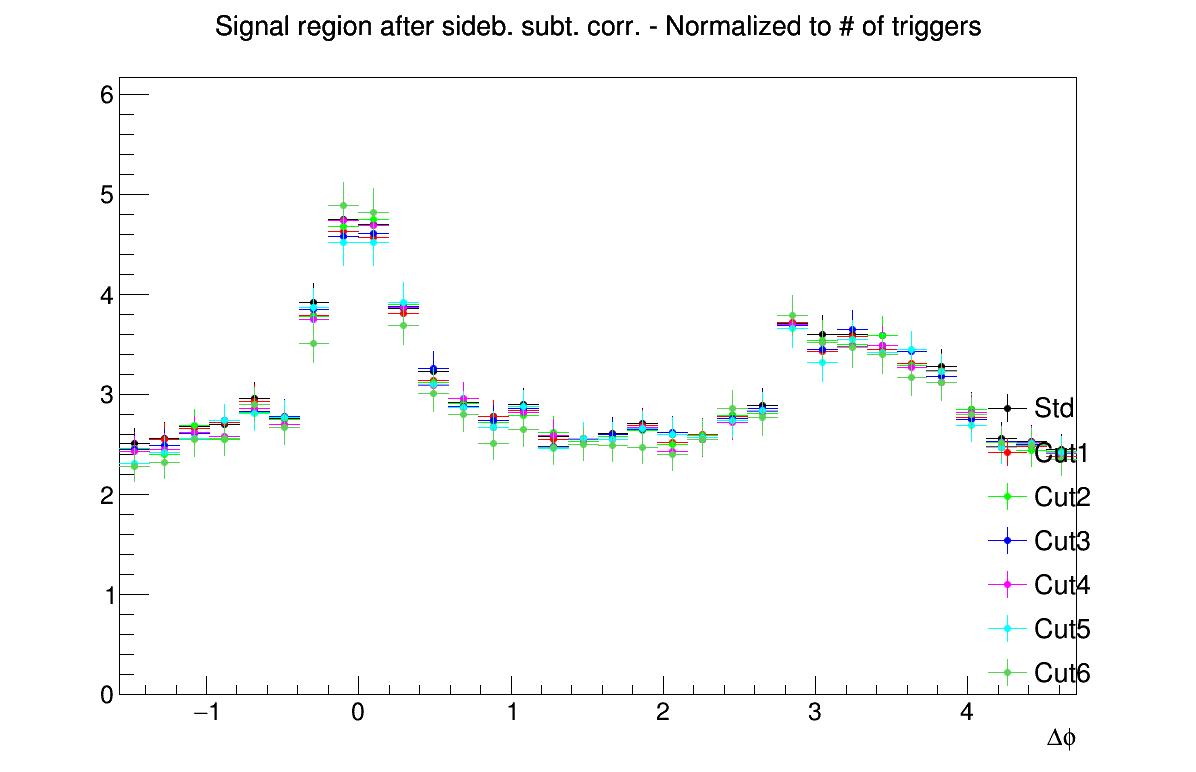 Signal region after sideb. subt. corr. - Normalized to # of triggers
6
5
4
3
2
1
0
Std
Cut1
Cut2
Cut3
Cut4
Cut5
Cut6
−1 0 1 2 3 4
Δϕ